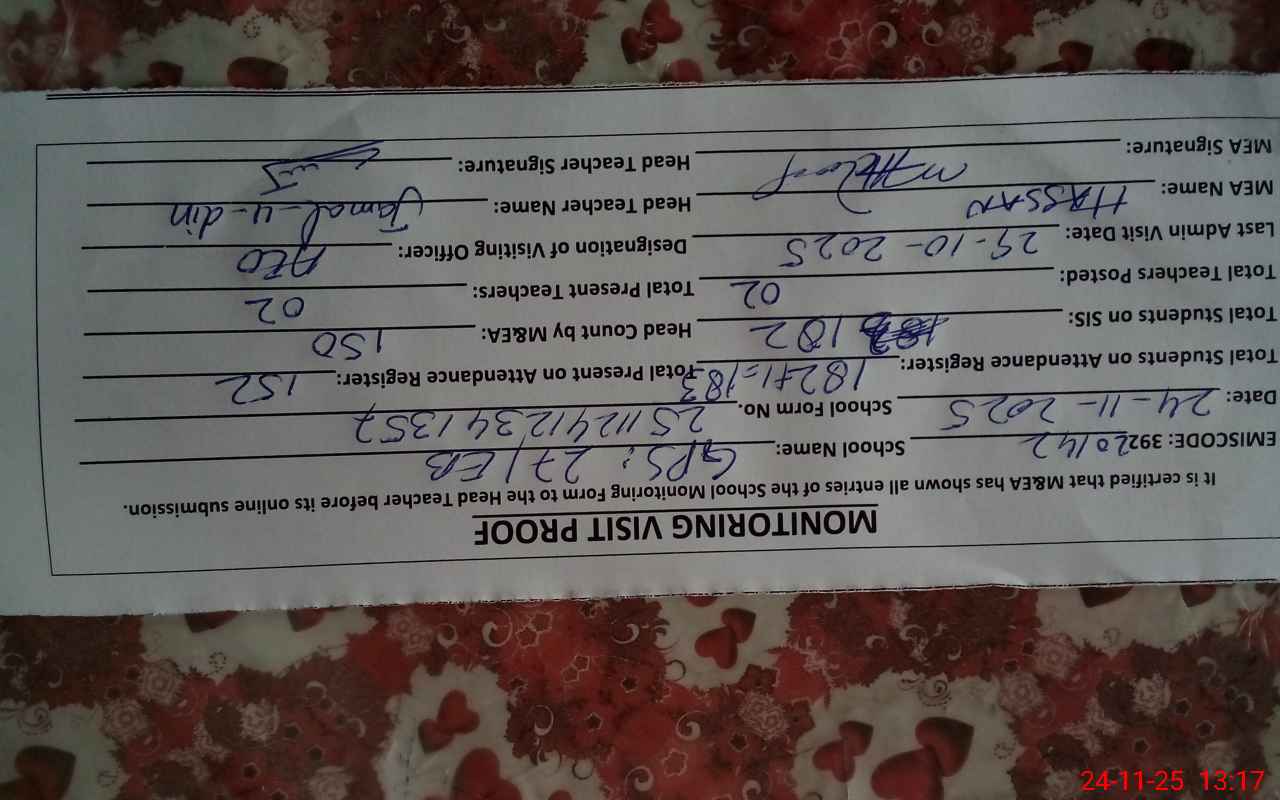 MONITORING VISIT PROOF
It is certified that M&EA has shown all entries of the School Monitoring Form to the Head Teacher before its online submission.
EMISCODE: 39220142 School Name: GPS: 271EB
Date: 24-11-2025 School Form No. 251124123413 57
Total Students on Attendance Register: 182+1=183 Total Present on Attendance Register: 152
Total Students on SIS: 182 Head Count by M&EA: 150
Total Teachers Posted: 02 Total Present Teachers: 02
Last Admin Visit Date: 29-10-2025 Designation of Visiting Officer: AEO
MEA Name: HASSAN Head Teacher Name: Jamal-u-din
MEA Signature: Head Teacher Signature:
24-11-25 13:17